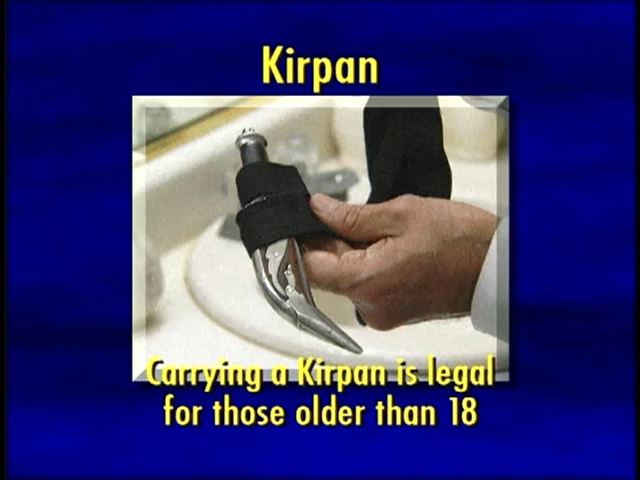 Kirpan
Carrying a Kirpan is legal
for those older than 18